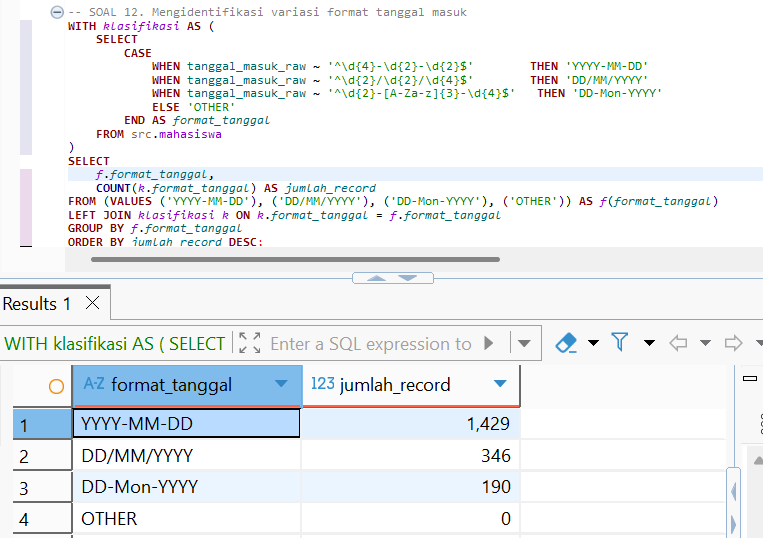 -- SOAL 12. Mengidentifikasi variasi format tanggal masuk
WITH klasifikasi AS (
SELECT
CASE
WHEN tanggal_masuk_raw ~ '^\d{4}-\d{2}-\d{2}$' THEN 'YYYY-MM-DD'
WHEN tanggal_masuk_raw ~ '^\d{2}/\d{2}/\d{4}$' THEN 'DD/MM/YYYY'
WHEN tanggal_masuk_raw ~ '^\d{2}-[A-Za-z]{3}-\d{4}$' THEN 'DD-Mon-YYYY'
ELSE 'OTHER'
END AS format_tanggal
FROM src.mahasiswa
)
SELECT
f.format_tanggal,
COUNT(k.format_tanggal) AS jumlah_record
FROM (VALUES ('YYYY-MM-DD'), ('DD/MM/YYYY'), ('DD-Mon-YYYY'), ('OTHER')) AS f(format_tanggal)
LEFT JOIN klasifikasi k ON k.format_tanggal = f.format_tanggal
GROUP BY f.format_tanggal
ORDER BY jumlah_record DESC;
Results 1
WITH klasifikasi AS ( SELECT Enter a SQL expression to
A-Z format_tanggal 123 jumlah_record
1 YYYY-MM-DD 1,429
2 DD/MM/YYYY 346
3 DD-Mon-YYYY 190
4 OTHER 0